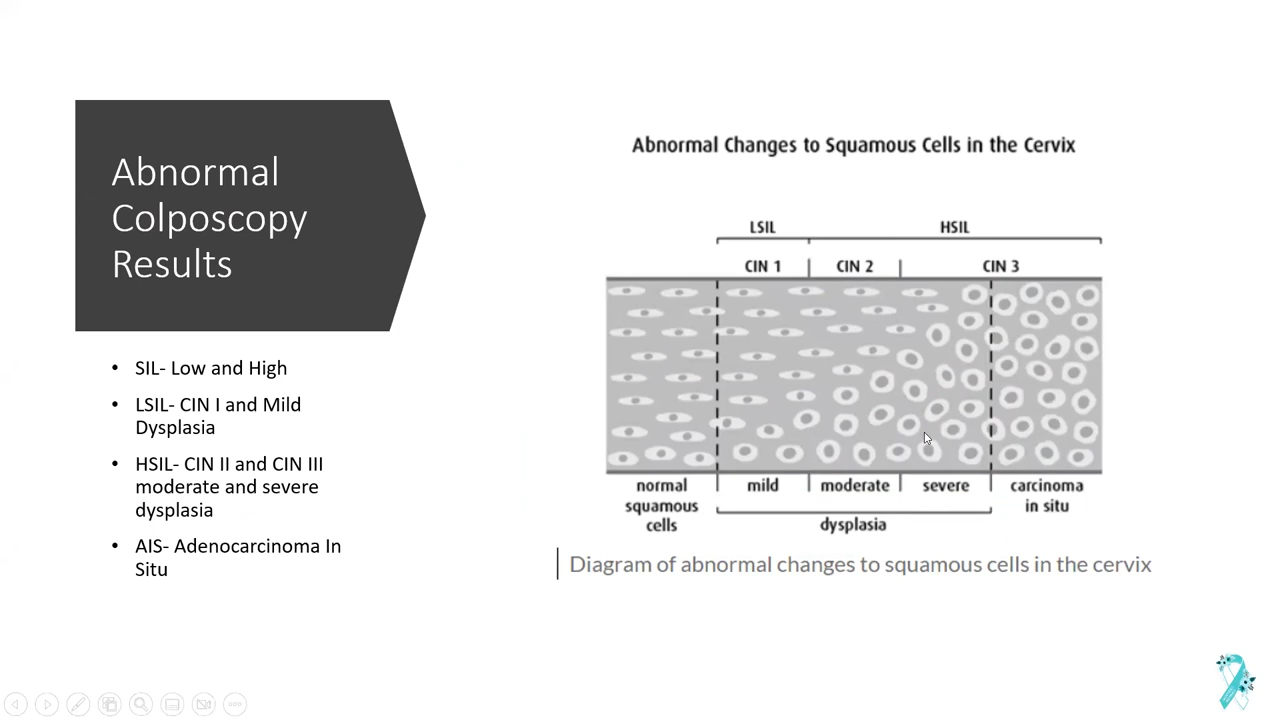 Abnormal
Colposcopy
Results
• SIL- Low and High
• LSIL- CIN I and Mild
Dysplasia
• HSIL- CIN II and CIN III
moderate and severe
dysplasia
• AIS- Adenocarcinoma In
Situ
Abnormal Changes to Squamous Cells in the Cervix
LSIL HSIL
CIN 1 CIN 2 CIN 3
normal mild moderate severe carcinoma
squamous in situ
cells dysplasia
Diagram of abnormal changes to squamous cells in the cervix